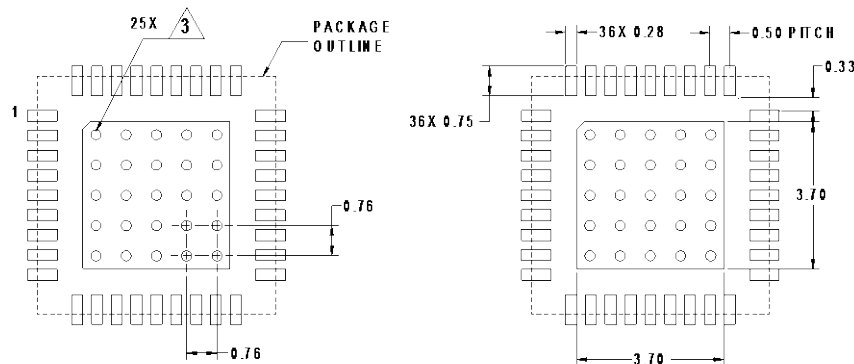 25X 3
PACKAGE
OUTLINE
1
0.76
0.76
36X 0.28
0.50 PITCH
0.33
36X 0.75
3.70
3.70